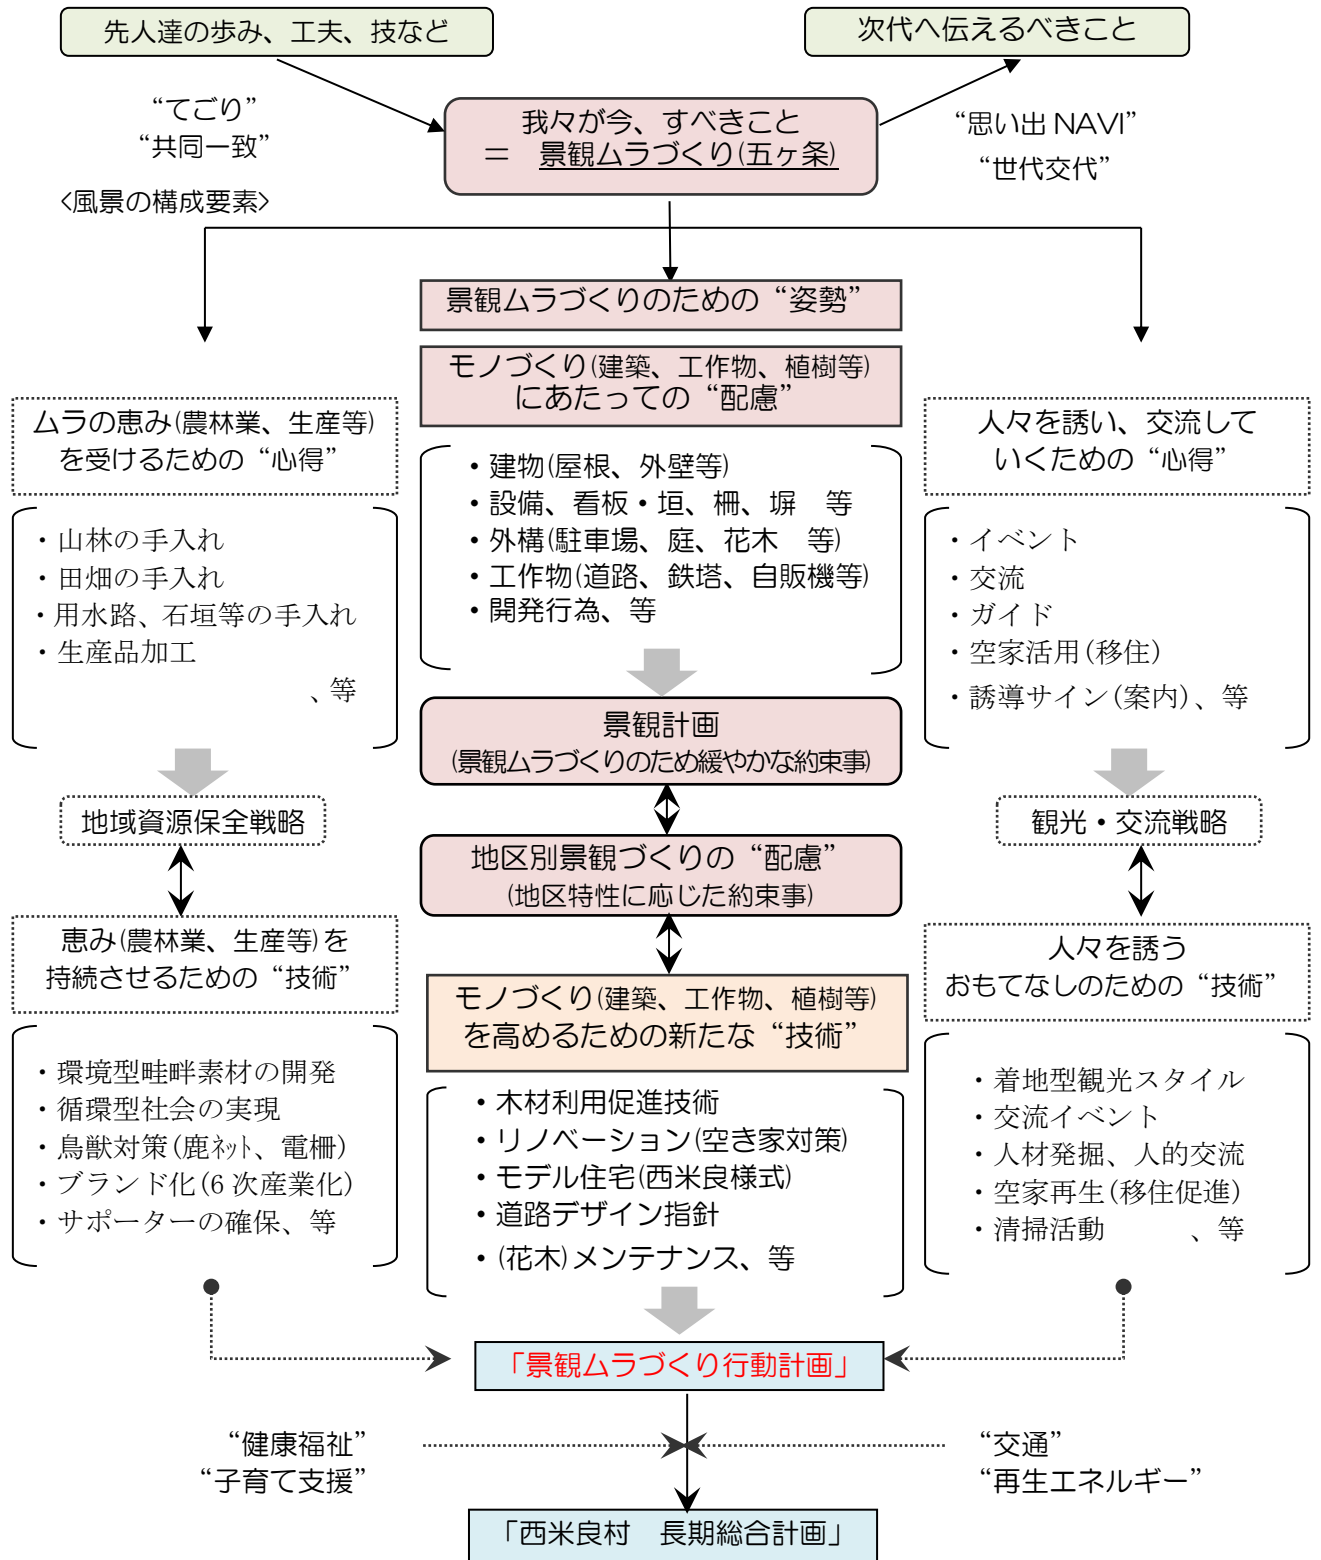 先人達の歩み、工夫、技など
次代へ伝えるべきこと
“てごり”
“共同一致”
我々が今、すべきこと
＝　景観ムラづくり(五ヶ条)
“思い出 NAVI”
“世代交代”
<風景の構成要素>
景観ムラづくりのための“姿勢”
モノづくり(建築、工作物、植樹等)
にあたっての“配慮”
・建物(屋根、外壁等)
・設備、看板・垣、柵、塀　等
・外構(駐車場、庭、花木　等)
・工作物(道路、鉄塔、自販機等)
・開発行為、等
ムラの恵み(農林業、生産等)
を受けるための“心得”
・山林の手入れ
・田畑の手入れ
・用水路、石垣等の手入れ
・生産品加工
、等
人々を誘い、交流して
いくための“心得”
・イベント
・交流
・ガイド
・空家活用(移住)
・誘導サイン(案内)、等
景観計画
(景観ムラづくりのため緩やかな約束事)
地域資源保全戦略
観光・交流戦略
地区別景観づくりの“配慮”
(地区特性に応じた約束事)
恵み(農林業、生産等)を
持続させるための“技術”
・環境型畦畔素材の開発
・循環型社会の実現
・鳥獣対策(鹿ﾈｯﾄ、電柵)
・ブランド化(6 次産業化)
・サポーターの確保、等
モノづくり(建築、工作物、植樹等)
を高めるための新たな“技術”
・木材利用促進技術
・リノベーション(空き家対策)
・モデル住宅(西米良様式)
・道路デザイン指針
・(花木)メンテナンス、等
人々を誘う
おもてなしのための“技術”
・着地型観光スタイル
・交流イベント
・人材発掘、人的交流
・空家再生(移住促進)
・清掃活動　　　、等
「景観ムラづくり行動計画」
“健康福祉”
“子育て支援”
“交通”
“再生エネルギー”
「西米良村　長期総合計画」